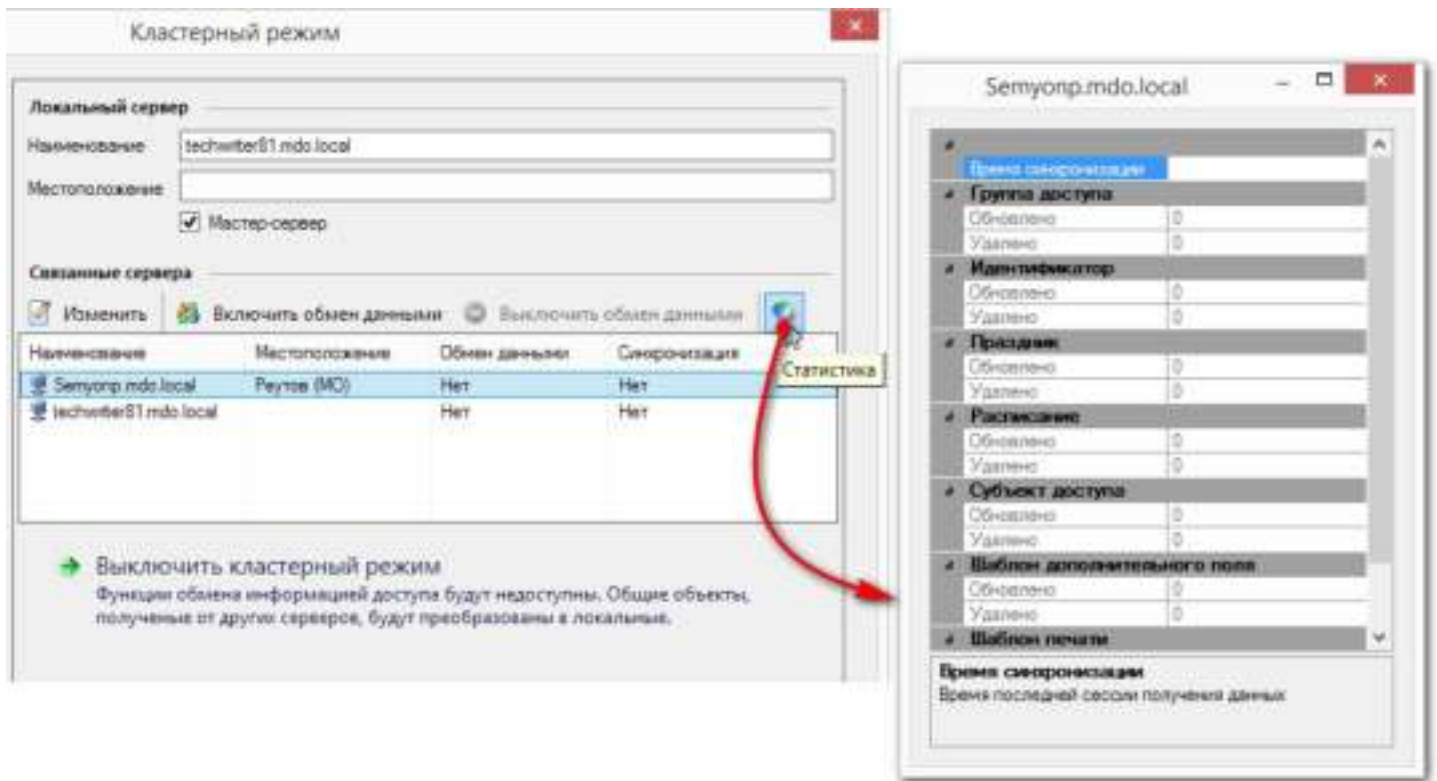 Кластерный режим
Локальный сервер
Наименование techwriter81.mdo.local
Местоположение
Мастер-сервер
Связанные сервера
Изменить Включить обмен данными Выключить обмен данными
Статистика
Наименование Местоположение Обмен данными Синхронизация
Semyonp.mdo.local Реутов (МО) Нет Нет
techwriter81.mdo.local Нет Нет
Выключить кластерный режим
Функции обмена информацией доступа будут недоступны. Общие объекты,
полученые от других серверов, будут преобразованы в локальные.
Semyonp.mdo.local
Время синхронизации
Группа доступа
Обновлено 0
Удалено 0
Идентификатор
Обновлено 0
Удалено 0
Праздник
Обновлено 0
Удалено 0
Расписание
Обновлено 0
Удалено 0
Субъект доступа
Обновлено 0
Удалено 0
Шаблон дополнительного поля
Обновлено 0
Удалено 0
Шаблон печати
Время синхронизации
Время последней сессии получения данных